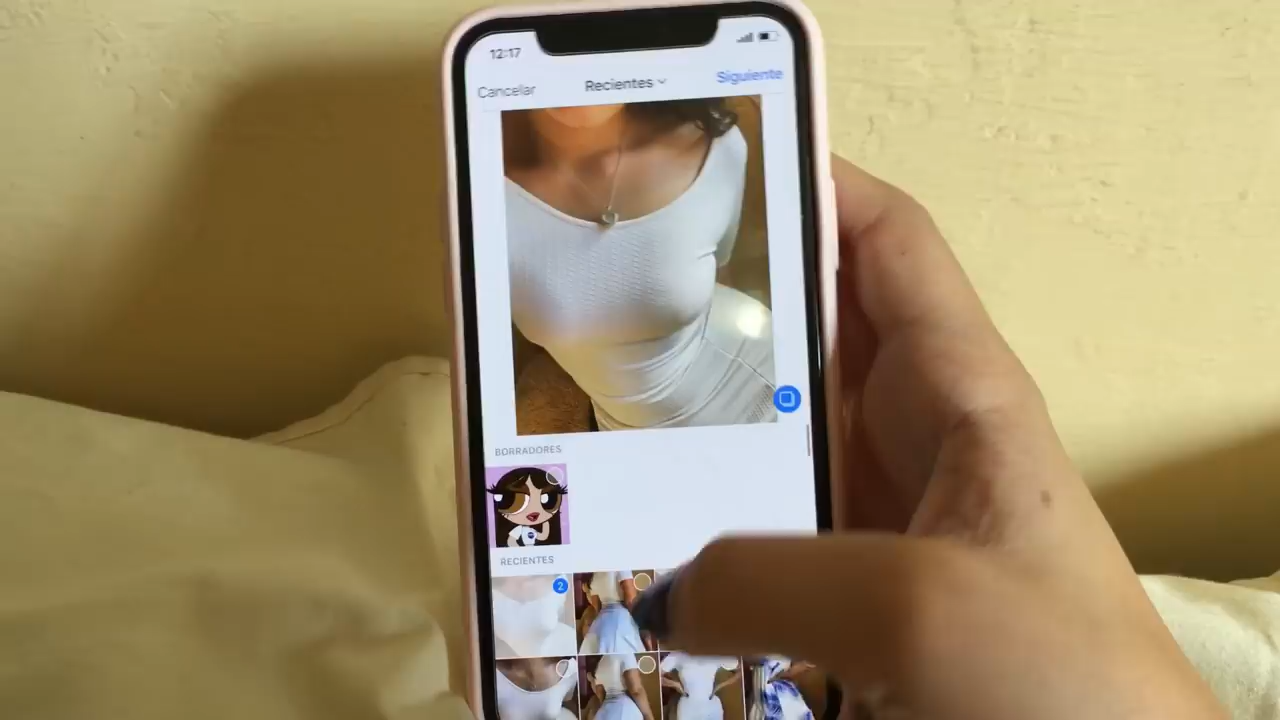 12:17
Cancelar
Recientes
Siguiente
BORRADORES
RECIENTES
2